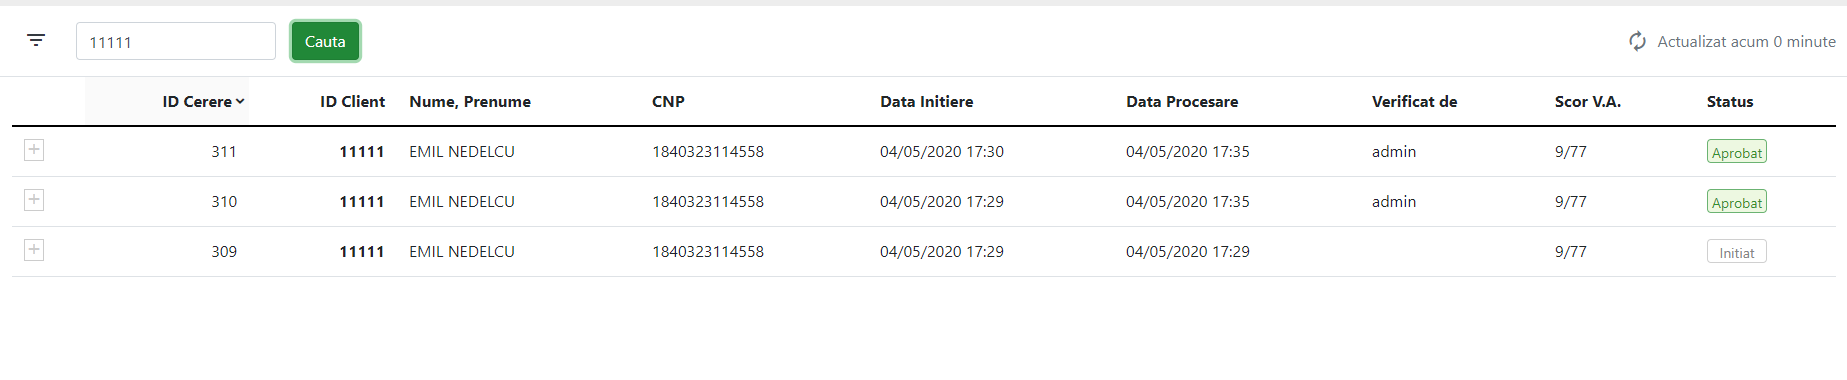 11111 Cauta Actualizat acum 0 minute
ID Cerere ID Client Nume, Prenume CNP Data Initiere Data Procesare Verificat de Scor V.A. Status
311 11111 EMIL NEDELCU 1840323114558 04/05/2020 17:30 04/05/2020 17:35 admin 9/77 Aprobat
310 11111 EMIL NEDELCU 1840323114558 04/05/2020 17:29 04/05/2020 17:35 admin 9/77 Aprobat
309 11111 EMIL NEDELCU 1840323114558 04/05/2020 17:29 04/05/2020 17:29 9/77 Initiat